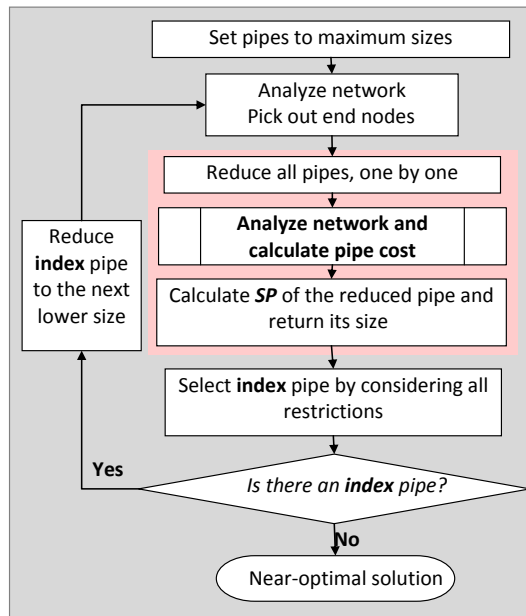 Set pipes to maximum sizes
Analyze network
Pick out end nodes
Reduce all pipes, one by one
Analyze network and
calculate pipe cost
Calculate SP of the reduced pipe and
return its size
Reduce
index pipe
to the next
lower size
Select index pipe by considering all
restrictions
Yes
Is there an index pipe?
No
Near-optimal solution